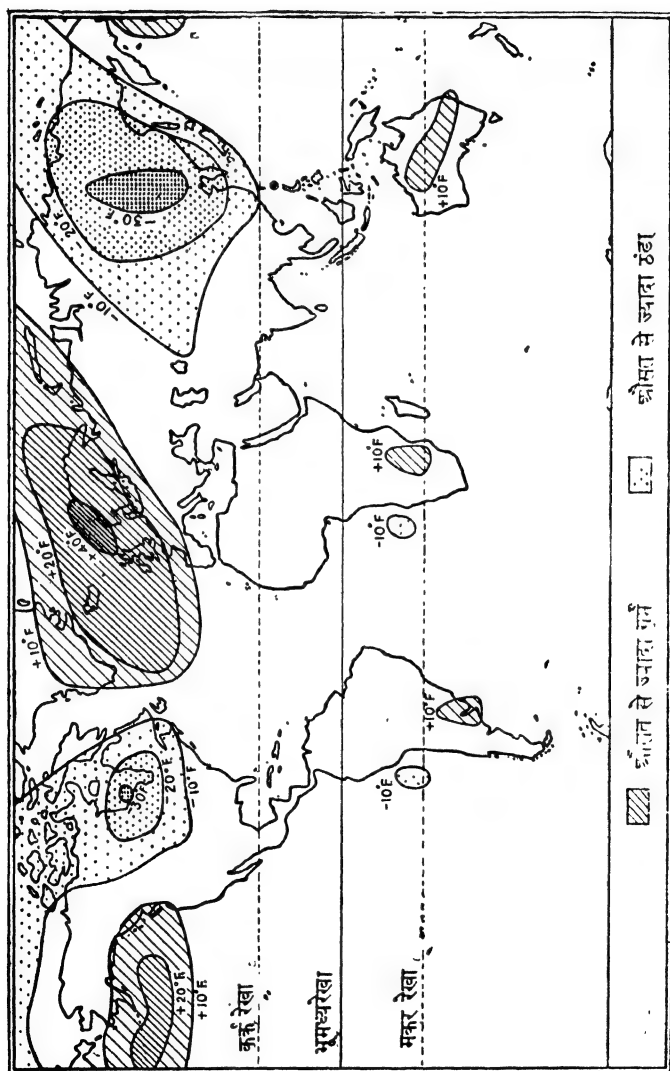 +10°F
+20°F
+40°F
-10°F
-20°F
-30°F
-20°F
-10°F
+20°F
+10°F
कर्क रेखा
भूमध्यरेखा
मकर रेखा
-10°F
+10°F
-10°F
+10°F
+10°F
औसत से ज्यादा गर्म
औसत से ज्यादा ठंडा